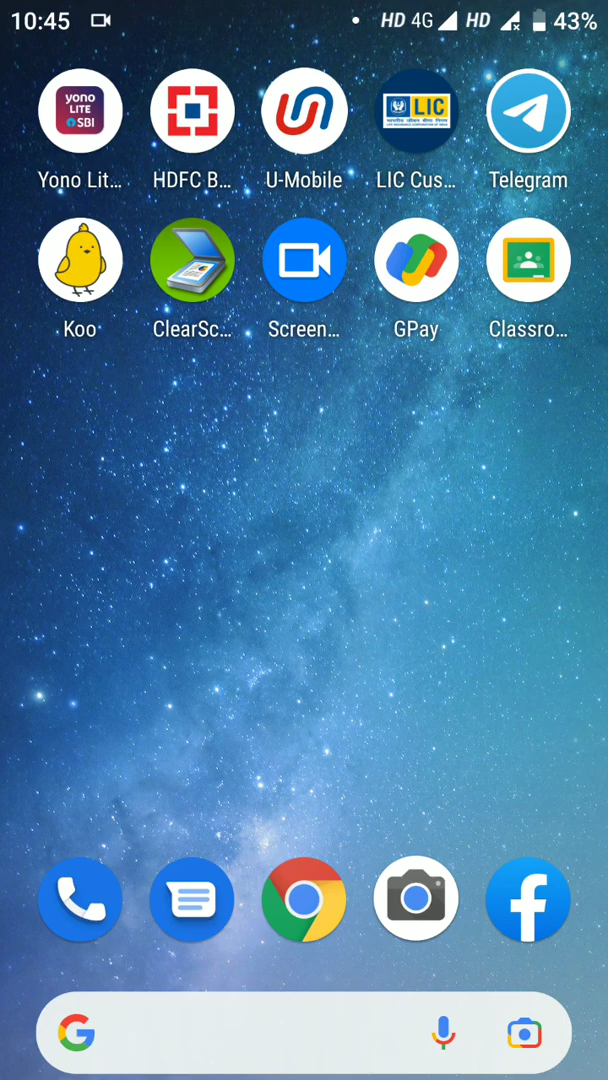 10:45 HD 4G HD 43%
yono LITE SBI
LIC
Yono Lit... HDFC B... U-Mobile LIC Cus... Telegram
Koo ClearSc... Screen... GPay Classro...